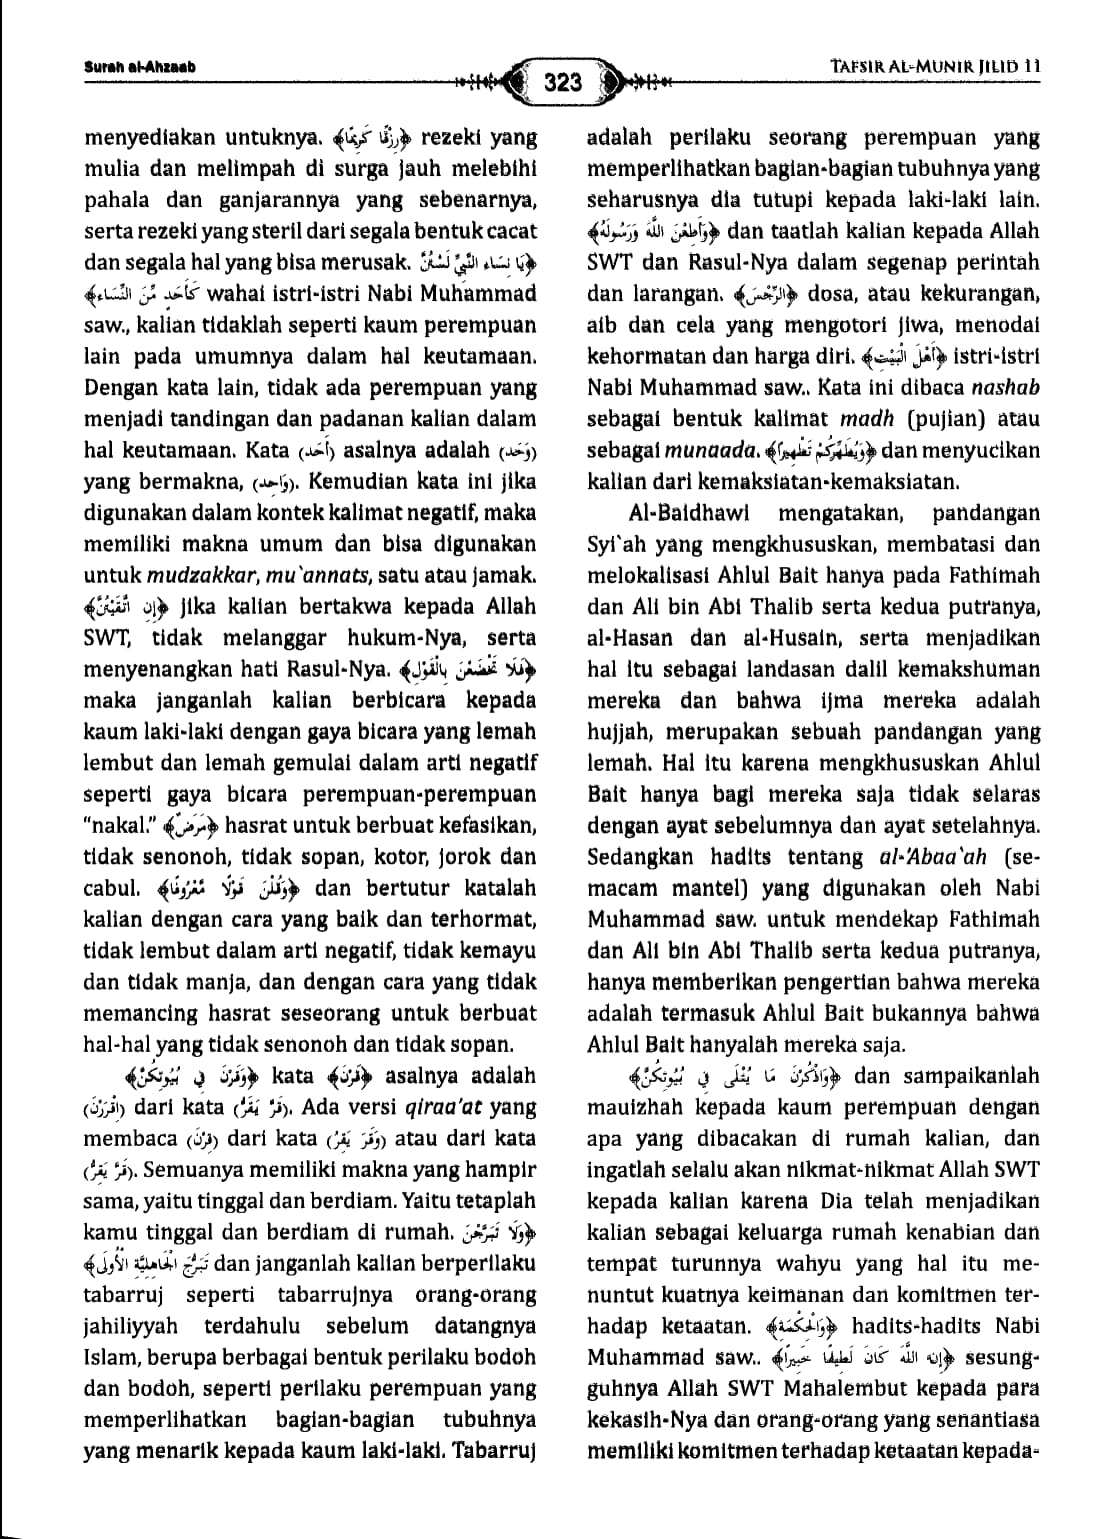 Surah al-Ahzaab
323
TAFSIR AL-MUNIR JILID 11
menyediakan untuknya. ﴿رِزْقًا كَرِيمًا﴾ rezeki yang
mulia dan melimpah di surga jauh melebihi
pahala dan ganjarannya yang sebenarnya,
serta rezeki yang steril dari segala bentuk cacat
dan segala hal yang bisa merusak. ﴿يَا نِسَاء النَّبِيِّ لَسْتُنَّ
كَأَحَدٍ مِّنَ النِّسَاء﴾ wahai istri-istri Nabi Muhammad
saw., kalian tidaklah seperti kaum perempuan
lain pada umumnya dalam hal keutamaan.
Dengan kata lain, tidak ada perempuan yang
menjadi tandingan dan padanan kalian dalam
hal keutamaan. Kata (أَحَد) asalnya adalah (وَحَد)
yang bermakna, (وَاحِد). Kemudian kata ini jika
digunakan dalam kontek kalimat negatif, maka
memiliki makna umum dan bisa digunakan
untuk mudzakkar, mu`annats, satu atau jamak.
﴿إِنِ اتَّقَيْتُنَّ﴾ jika kalian bertakwa kepada Allah
SWT, tidak melanggar hukum-Nya, serta
menyenangkan hati Rasul-Nya. ﴿فَلَا تَخْضَعْنَ بِالْقَوْلِ﴾
maka janganlah kalian berbicara kepada
kaum laki-laki dengan gaya bicara yang lemah
lembut dan lemah gemulai dalam arti negatif
seperti gaya bicara perempuan-perempuan
“nakal.” ﴿مَرَضٌ﴾ hasrat untuk berbuat kefasikan,
tidak senonoh, tidak sopan, kotor, jorok dan
cabul. ﴿وَقُلْنَ قَوْلًا مَّعْرُوفًا﴾ dan bertutur katalah
kalian dengan cara yang baik dan terhormat,
tidak lembut dalam arti negatif, tidak kemayu
dan tidak manja, dan dengan cara yang tidak
memancing hasrat seseorang untuk berbuat
hal-hal yang tidak senonoh dan tidak sopan.
﴿وَقَرْنَ فِي بُيُوتِكُنَّ﴾ kata ﴿قَرْنَ﴾ asalnya adalah
(اقْرَرْنَ) dari kata (قَرَّ يَقَرُّ). Ada versi qiraa’at yang
membaca (قِرْنَ) dari kata (وَقَرَ يَقِرُ) atau dari kata
(قَرَّ يَقِرُّ). Semuanya memiliki makna yang hampir
sama, yaitu tinggal dan berdiam. Yaitu tetaplah
kamu tinggal dan berdiam di rumah. ﴿وَلَا تَبَرَّجْنَ
تَبَرُّجَ الْجَاهِلِيَّةِ الْأُولَى﴾ dan janganlah kalian berperilaku
tabarruj seperti tabarrujnya orang-orang
jahiliyyah terdahulu sebelum datangnya
Islam, berupa berbagai bentuk perilaku bodoh
dan bodoh, seperti perilaku perempuan yang
memperlihatkan bagian-bagian tubuhnya
yang menarik kepada kaum laki-laki. Tabarruj
adalah perilaku seorang perempuan yang
memperlihatkan bagian-bagian tubuhnya yang
seharusnya dia tutupi kepada laki-laki lain.
﴿وَأَطِعْنَ اللَّهَ وَرَسُولَهُ﴾ dan taatlah kalian kepada Allah
SWT dan Rasul-Nya dalam segenap perintah
dan larangan. ﴿الرِّجْسَ﴾ dosa, atau kekurangan,
aib dan cela yang mengotori jiwa, menodai
kehormatan dan harga diri. ﴿أَهْلَ الْبَيْتِ﴾ istri-istri
Nabi Muhammad saw.. Kata ini dibaca nashab
sebagai bentuk kalimat madh (pujian) atau
sebagai munaada. ﴿وَيُطَهِّرَكُمْ تَطْهِيرًا﴾ dan menyucikan
kalian dari kemaksiatan-kemaksiatan.
Al-Baidhawi mengatakan, pandangan
Syi`ah yang mengkhususkan, membatasi dan
melokalisasi Ahlul Bait hanya pada Fathimah
dan Ali bin Abi Thalib serta kedua putranya,
al-Hasan dan al-Husain, serta menjadikan
hal itu sebagai landasan dalil kemakshuman
mereka dan bahwa ijma mereka adalah
hujjah, merupakan sebuah pandangan yang
lemah. Hal itu karena mengkhususkan Ahlul
Bait hanya bagi mereka saja tidak selaras
dengan ayat sebelumnya dan ayat setelahnya.
Sedangkan hadits tentang al-’Abaa`ah (se-
macam mantel) yang digunakan oleh Nabi
Muhammad saw. untuk mendekap Fathimah
dan Ali bin Abi Thalib serta kedua putranya,
hanya memberikan pengertian bahwa mereka
adalah termasuk Ahlul Bait bukannya bahwa
Ahlul Bait hanyalah mereka saja.
﴿وَاذْكُرْنَ مَا يُتْلَى فِي بُيُوتِكُنَّ﴾ dan sampaikanlah
mauizhah kepada kaum perempuan dengan
apa yang dibacakan di rumah kalian, dan
ingatlah selalu akan nikmat-nikmat Allah SWT
kepada kalian karena Dia telah menjadikan
kalian sebagai keluarga rumah kenabian dan
tempat turunnya wahyu yang hal itu me-
nuntut kuatnya keimanan dan komitmen ter-
hadap ketaatan. ﴿وَالْحِكْمَةِ﴾ hadits-hadits Nabi
Muhammad saw.. ﴿إِنَّ اللَّهَ كَانَ لَطِيفًا خَبِيرًا﴾ sesung-
guhnya Allah SWT Mahalembut kepada para
kekasih-Nya dan orang-orang yang senantiasa
memiliki komitmen terhadap ketaatan kepada-